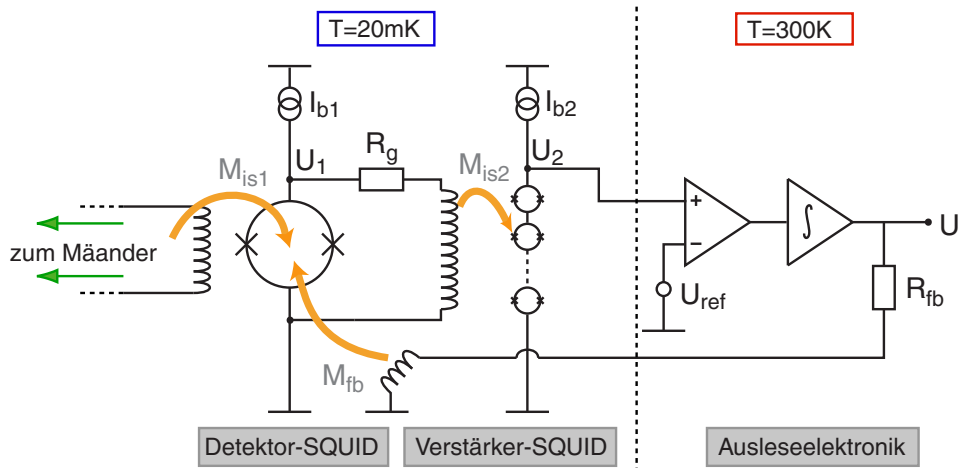 T=20mK
T=300K
I_b1
I_b2
U_1
R_g
U_2
M_is1
M_is2
+
−
∫
U
zum Mäander
U_ref
R_fb
M_fb
Detektor-SQUID
Verstärker-SQUID
Ausleseelektronik